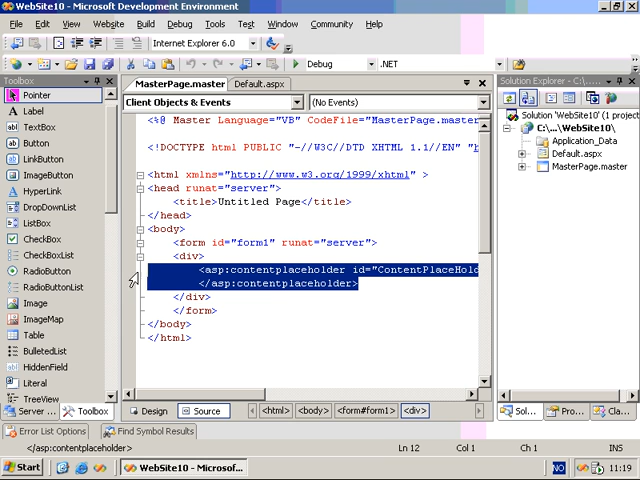 WebSite10 - Microsoft Development Environment
File Edit View Website Build Debug Tools Test Window Community Help
Internet Explorer 6.0
Debug .NET
Toolbox
Pointer
Label
TextBox
Button
LinkButton
ImageButton
HyperLink
DropDownList
ListBox
CheckBox
CheckBoxList
RadioButton
RadioButtonList
Image
ImageMap
Table
BulletedList
HiddenField
Literal
TreeView
Server ... Toolbox
MasterPage.master Default.aspx
Client Objects & Events (No Events)
<%@ Master Language="VB" CodeFile="MasterPage.master
<!DOCTYPE html PUBLIC "-//W3C//DTD XHTML 1.1//EN" "h
<html xmlns="http://www.w3.org/1999/xhtml" >
<head runat="server">
<title>Untitled Page</title>
</head>
<body>
<form id="form1" runat="server">
<div>
<asp:contentplaceholder id="ContentPlaceHold
</asp:contentplaceholder>
</div>
</form>
</body>
</html>
Design Source <html> <body> <form#form1> <div>
Solution Explorer - C:\...
Solution 'WebSite10' (1 project
C:\...\WebSite10\
Application_Data
Default.aspx
MasterPage.master
Sol... Pro... Cla
Error List Options Find Symbol Results
</asp:contentplaceholder> Ln 12 Col 1 Ch 1 INS
Start WebSite10 - Microsof... NO 11:19